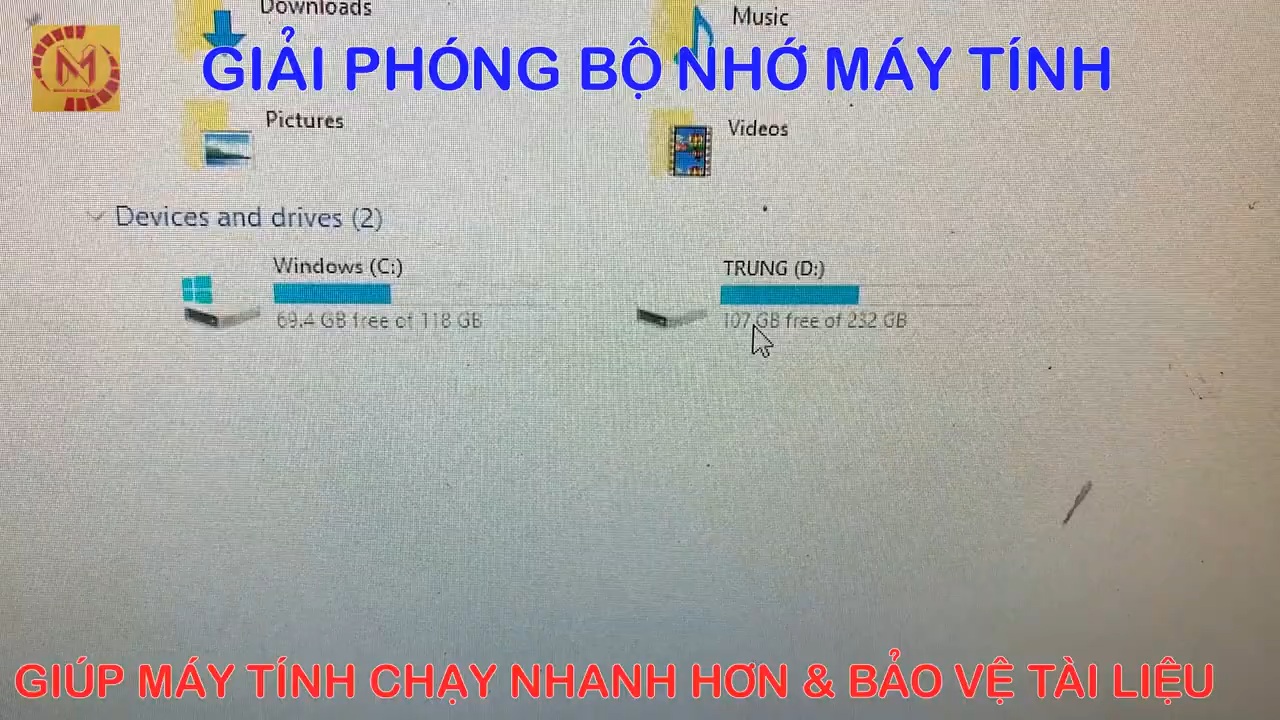 Downloads
Music
GIẢI PHÓNG BỘ NHỚ MÁY TÍNH
Pictures
Videos
Devices and drives (2)
Windows (C:)
TRUNG (D:)
69.4 GB free of 118 GB
107 GB free of 232 GB
GIÚP MÁY TÍNH CHẠY NHANH HƠN & BẢO VỆ TÀI LIỆU